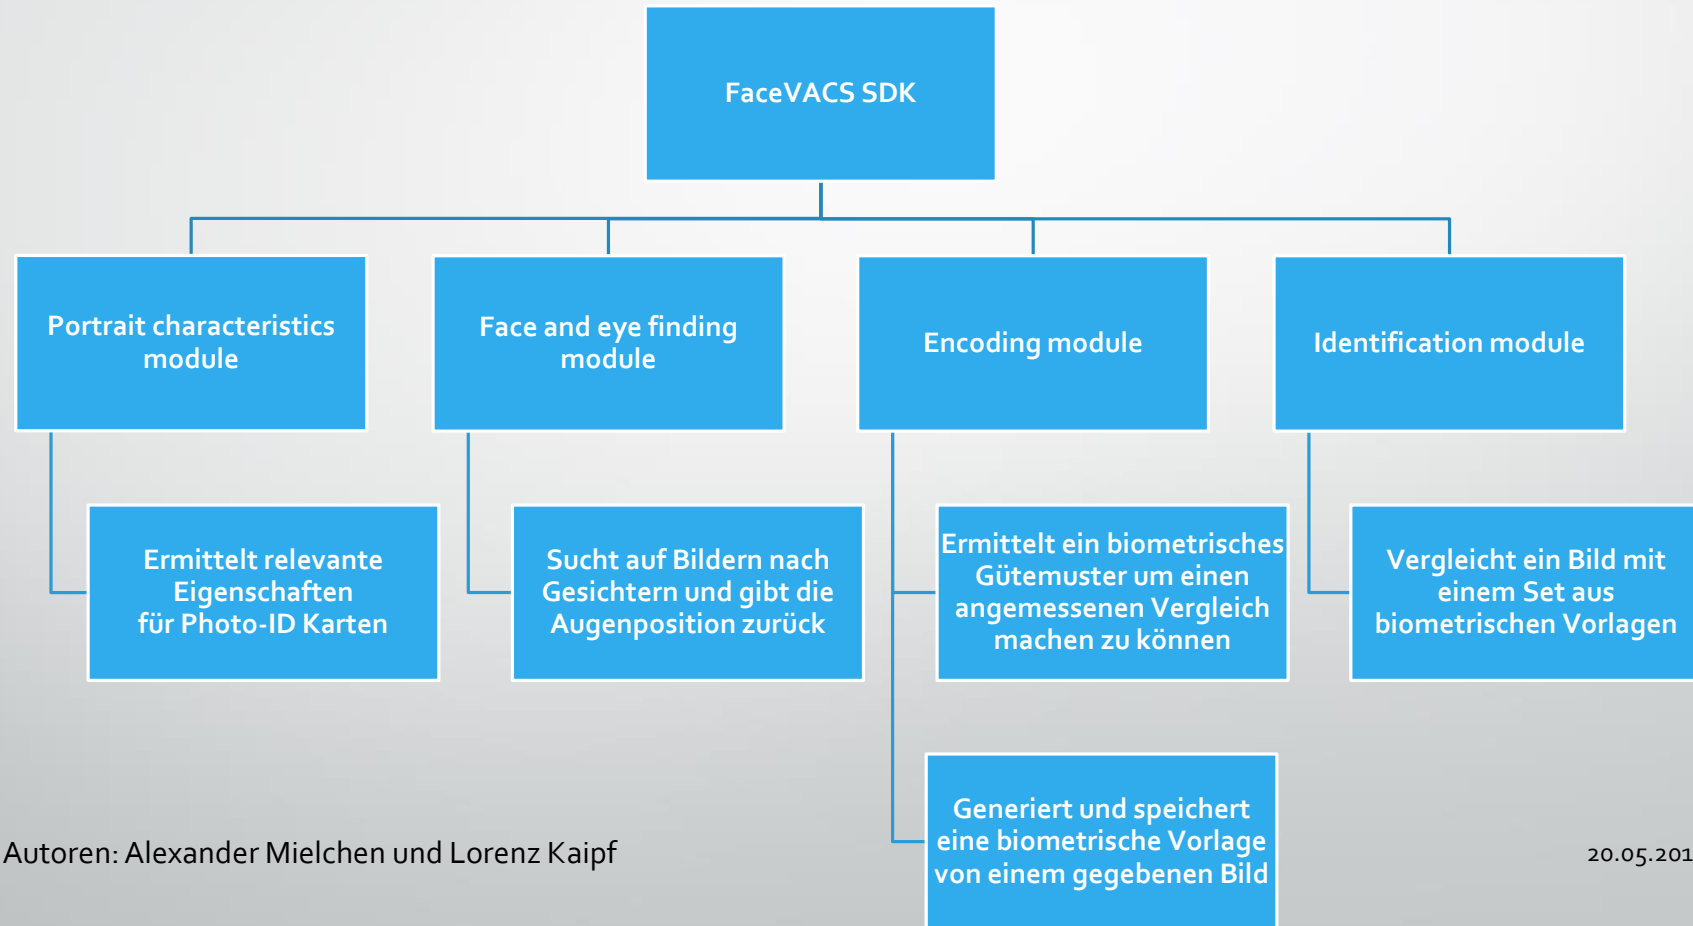 FaceVACS SDK
Portrait characteristics
module
Face and eye finding
module
Encoding module
Identification module
Ermittelt relevante
Eigenschaften
für Photo-ID Karten
Sucht auf Bildern nach
Gesichtern und gibt die
Augenposition zurück
Ermittelt ein biometrisches
Gütemuster um einen
angemessenen Vergleich
machen zu können
Vergleicht ein Bild mit
einem Set aus
biometrischen Vorlagen
Generiert und speichert
eine biometrische Vorlage
von einem gegebenen Bild
Autoren: Alexander Mielchen und Lorenz Kaipf
20.05.201